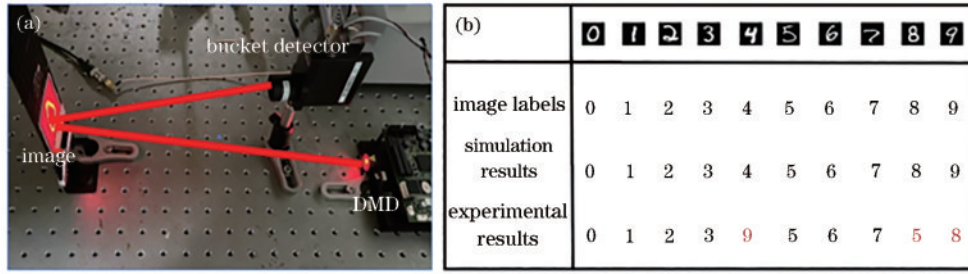 (a)
bucket detector
image
DMD
(b)
0 1 2 3 4 5 6 7 8 9
image labels 0 1 2 3 4 5 6 7 8 9
simulation
results 0 1 2 3 4 5 6 7 8 9
experimental
results 0 1 2 3 9 5 6 7 5 8